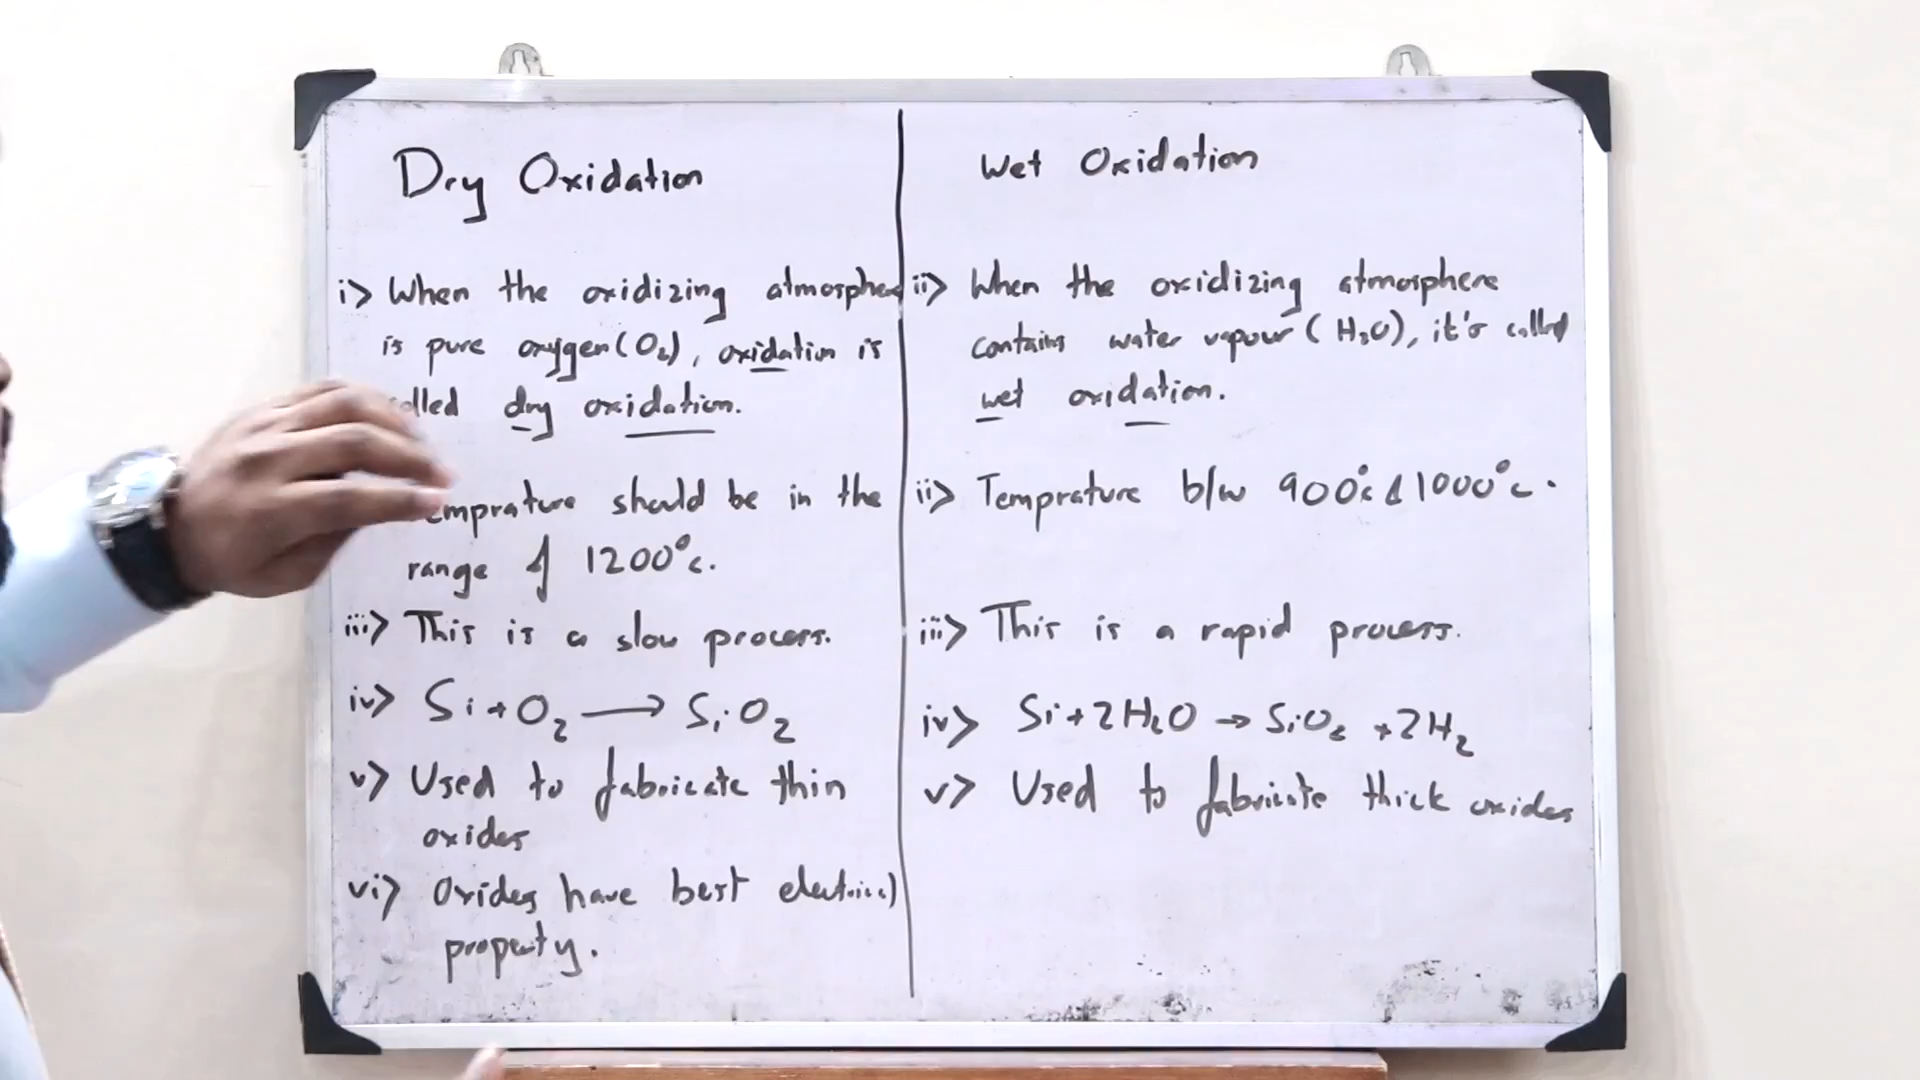 Dry Oxidation
i> When the oxidizing atmosphere
is pure oxygen(O2), oxidation is
called dry oxidation.
Temprature should be in the
range of 1200°c.
iii> This is a slow process.
iv> Si+O2 → SiO2
v> Used to fabricate thin
oxides
vi> Oxides have best electrical
property.
Wet Oxidation
ii> When the oxidizing atmosphere
contains water vapour (H2O), it's called
wet oxidation.
ii> Temprature b/w 900°c & 1000°c.
iii> This is a rapid process.
iv> Si+2H2O → SiO2 +2H2
v> Used to fabricate thick oxides